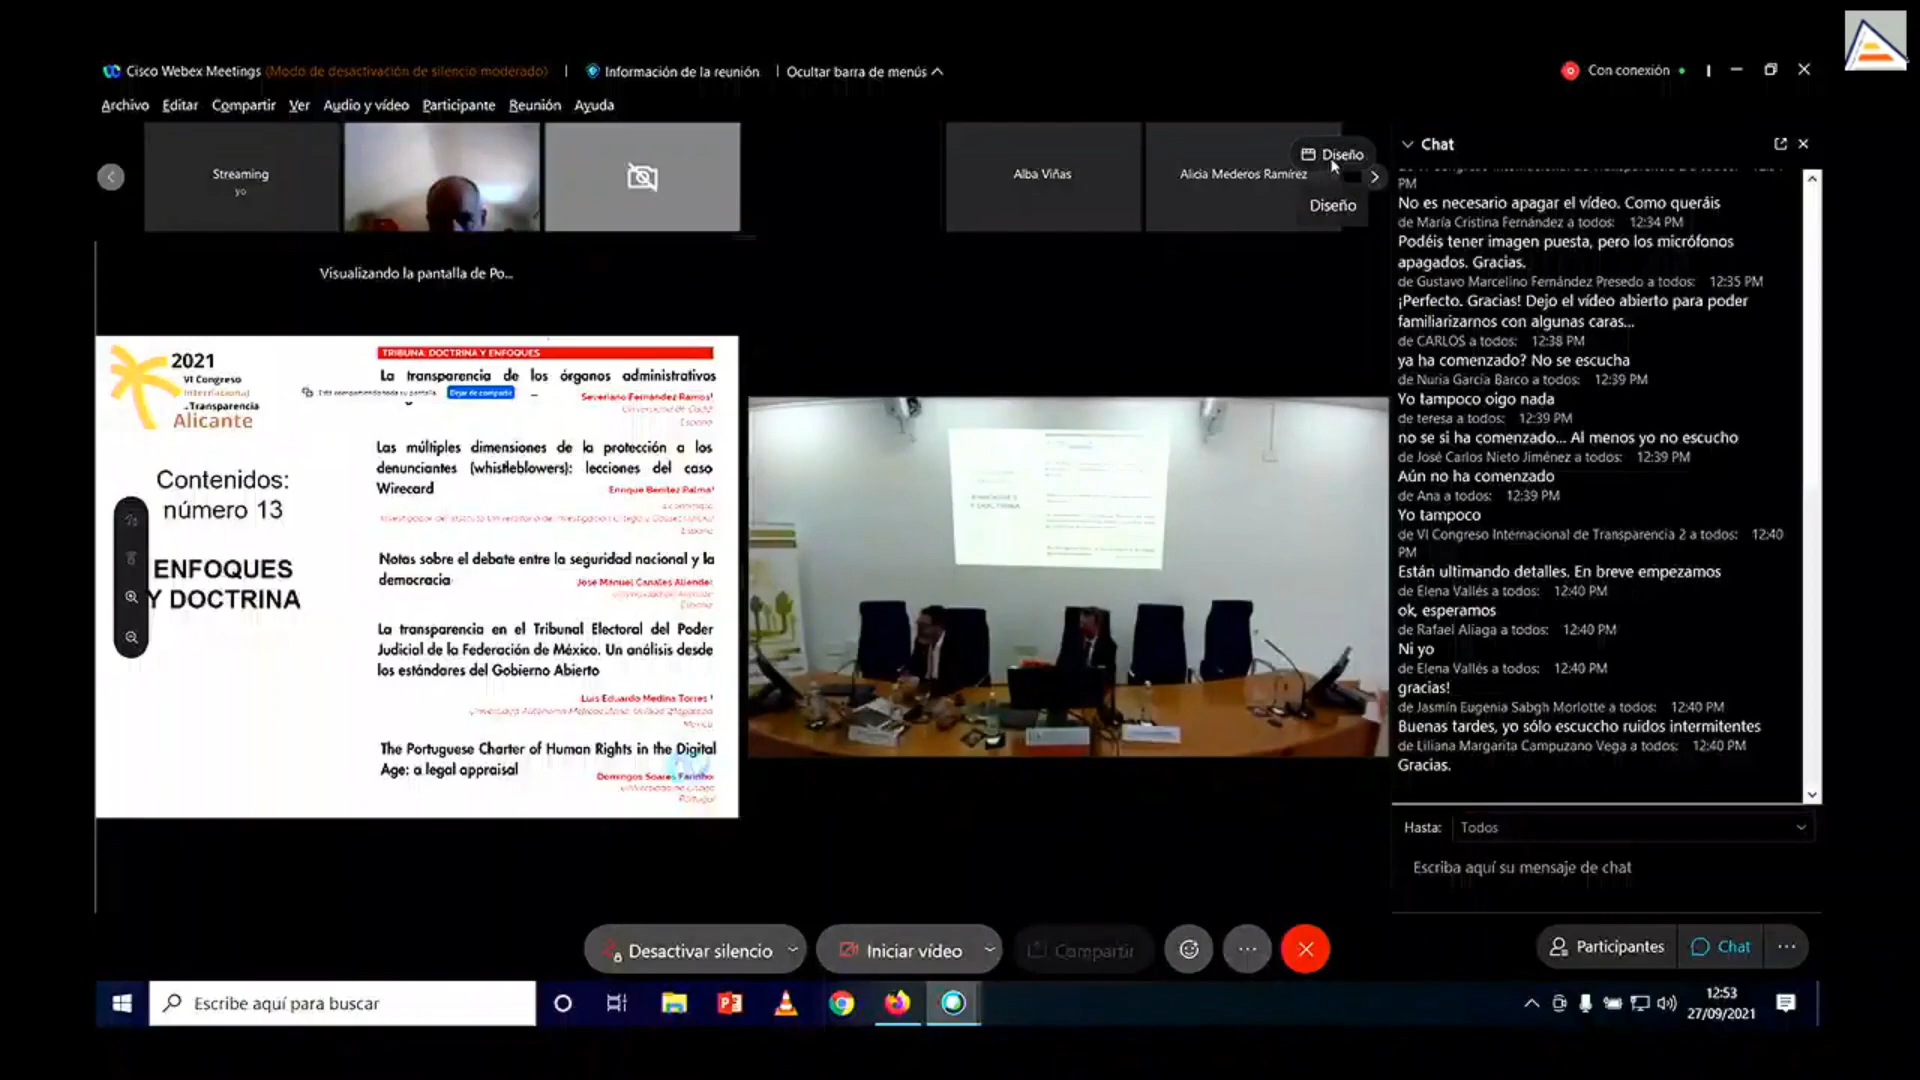 Cisco Webex Meetings (Modo de desactivación de silencio moderado) | Información de la reunión | Ocultar barra de menús
Con conexión
Archivo Editar Compartir Ver Audio y vídeo Participante Reunión Ayuda
Streaming
yo
Alba Viñas
Alicia Mederos Ramírez
Diseño
Diseño
Visualizando la pantalla de Po...
2021
VI Congreso
Internacional
Transparencia
Alicante
Contenidos:
número 13
ENFOQUES
Y DOCTRINA
TRIBUNA: DOCTRINA Y ENFOQUES
La transparencia de los órganos administrativos
Dejar de compartir
Severiano Fernández Ramos
Universidad de Cádiz
España
Las múltiples dimensiones de la protección a los
denunciantes (whistleblowers): lecciones del caso
Wirecard
Enrique Benítez Palma
España
Notas sobre el debate entre la seguridad nacional y la
democracia
José Manuel Canales Aliende
España
La transparencia en el Tribunal Electoral del Poder
Judicial de la Federación de México. Un análisis desde
los estándares del Gobierno Abierto
Luis Eduardo Medina Torres
México
The Portuguese Charter of Human Rights in the Digital
Age: a legal appraisal
Domingos Soares Farinho
Portugal
Y DOCTRINA
Chat
PM
No es necesario apagar el vídeo. Como queráis
de María Cristina Fernández a todos: 12:34 PM
Podéis tener imagen puesta, pero los micrófonos
apagados. Gracias.
de Gustavo Marcelino Fernández Presedo a todos: 12:35 PM
¡Perfecto. Gracias! Dejo el vídeo abierto para poder
familiarizarnos con algunas caras...
de CARLOS a todos: 12:38 PM
ya ha comenzado? No se escucha
de Nuria García Barco a todos: 12:39 PM
Yo tampoco oigo nada
de teresa a todos: 12:39 PM
no se si ha comenzado... Al menos yo no escucho
de José Carlos Nieto Jiménez a todos: 12:39 PM
Aún no ha comenzado
de Ana a todos: 12:39 PM
Yo tampoco
de VI Congreso Internacional de Transparencia 2 a todos: 12:40
PM
Están ultimando detalles. En breve empezamos
de Elena Vallés a todos: 12:40 PM
ok, esperamos
de Rafael Aliaga a todos: 12:40 PM
Ni yo
de Elena Vallés a todos: 12:40 PM
gracias!
de Jasmín Eugenia Sabgh Morlotte a todos: 12:40 PM
Buenas tardes, yo sólo escuccho ruidos intermitentes
de Liliana Margarita Campuzano Vega a todos: 12:40 PM
Gracias.
Hasta: Todos
Escriba aquí su mensaje de chat
Desactivar silencio
Iniciar vídeo
Compartir
Participantes
Chat
Escribe aquí para buscar
12:53
27/09/2021